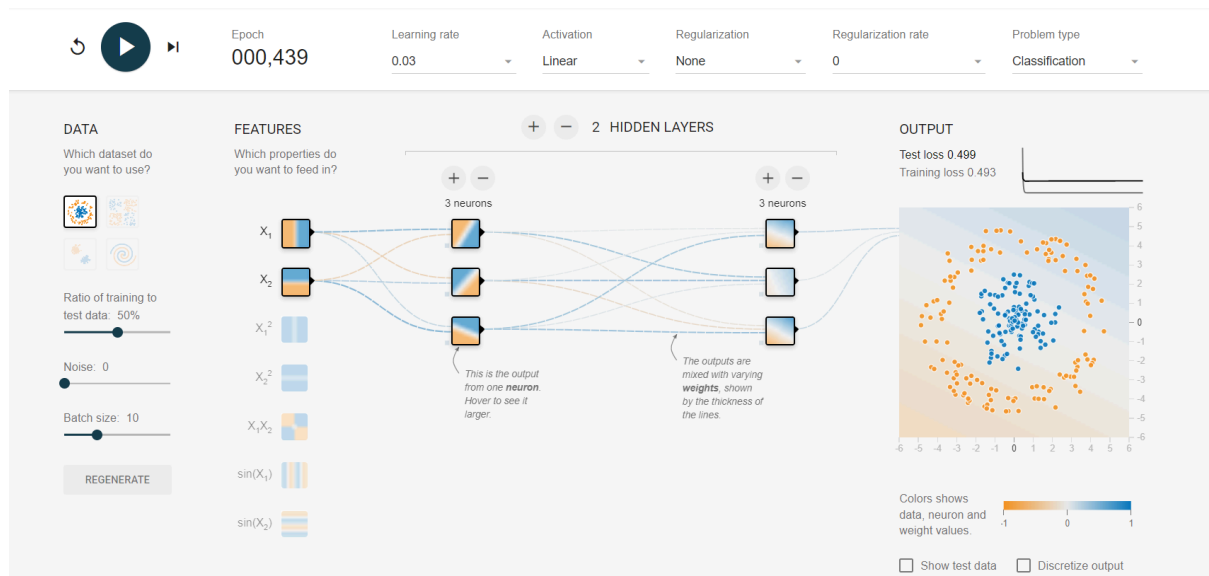 Epoch
000,439
Learning rate
0.03
Activation
Linear
Regularization
None
Regularization rate
0
Problem type
Classification
DATA
Which dataset do
you want to use?
Ratio of training to
test data: 50%
Noise: 0
Batch size: 10
REGENERATE
FEATURES
Which properties do
you want to feed in?
X₁
X₂
X₁²
X₂²
X₁X₂
sin(X₁)
sin(X₂)
+ − 2 HIDDEN LAYERS
+ −
3 neurons
This is the output
from one neuron.
Hover to see it
larger.
+ −
3 neurons
The outputs are
mixed with varying
weights, shown
by the thickness of
the lines.
OUTPUT
Test loss 0.499
Training loss 0.493
6
5
4
3
2
1
0
-1
-2
-3
-4
-5
-6
-6 -5 -4 -3 -2 -1 0 1 2 3 4 5 6
Colors shows
data, neuron and
weight values.
-1 0 1
Show test data
Discretize output